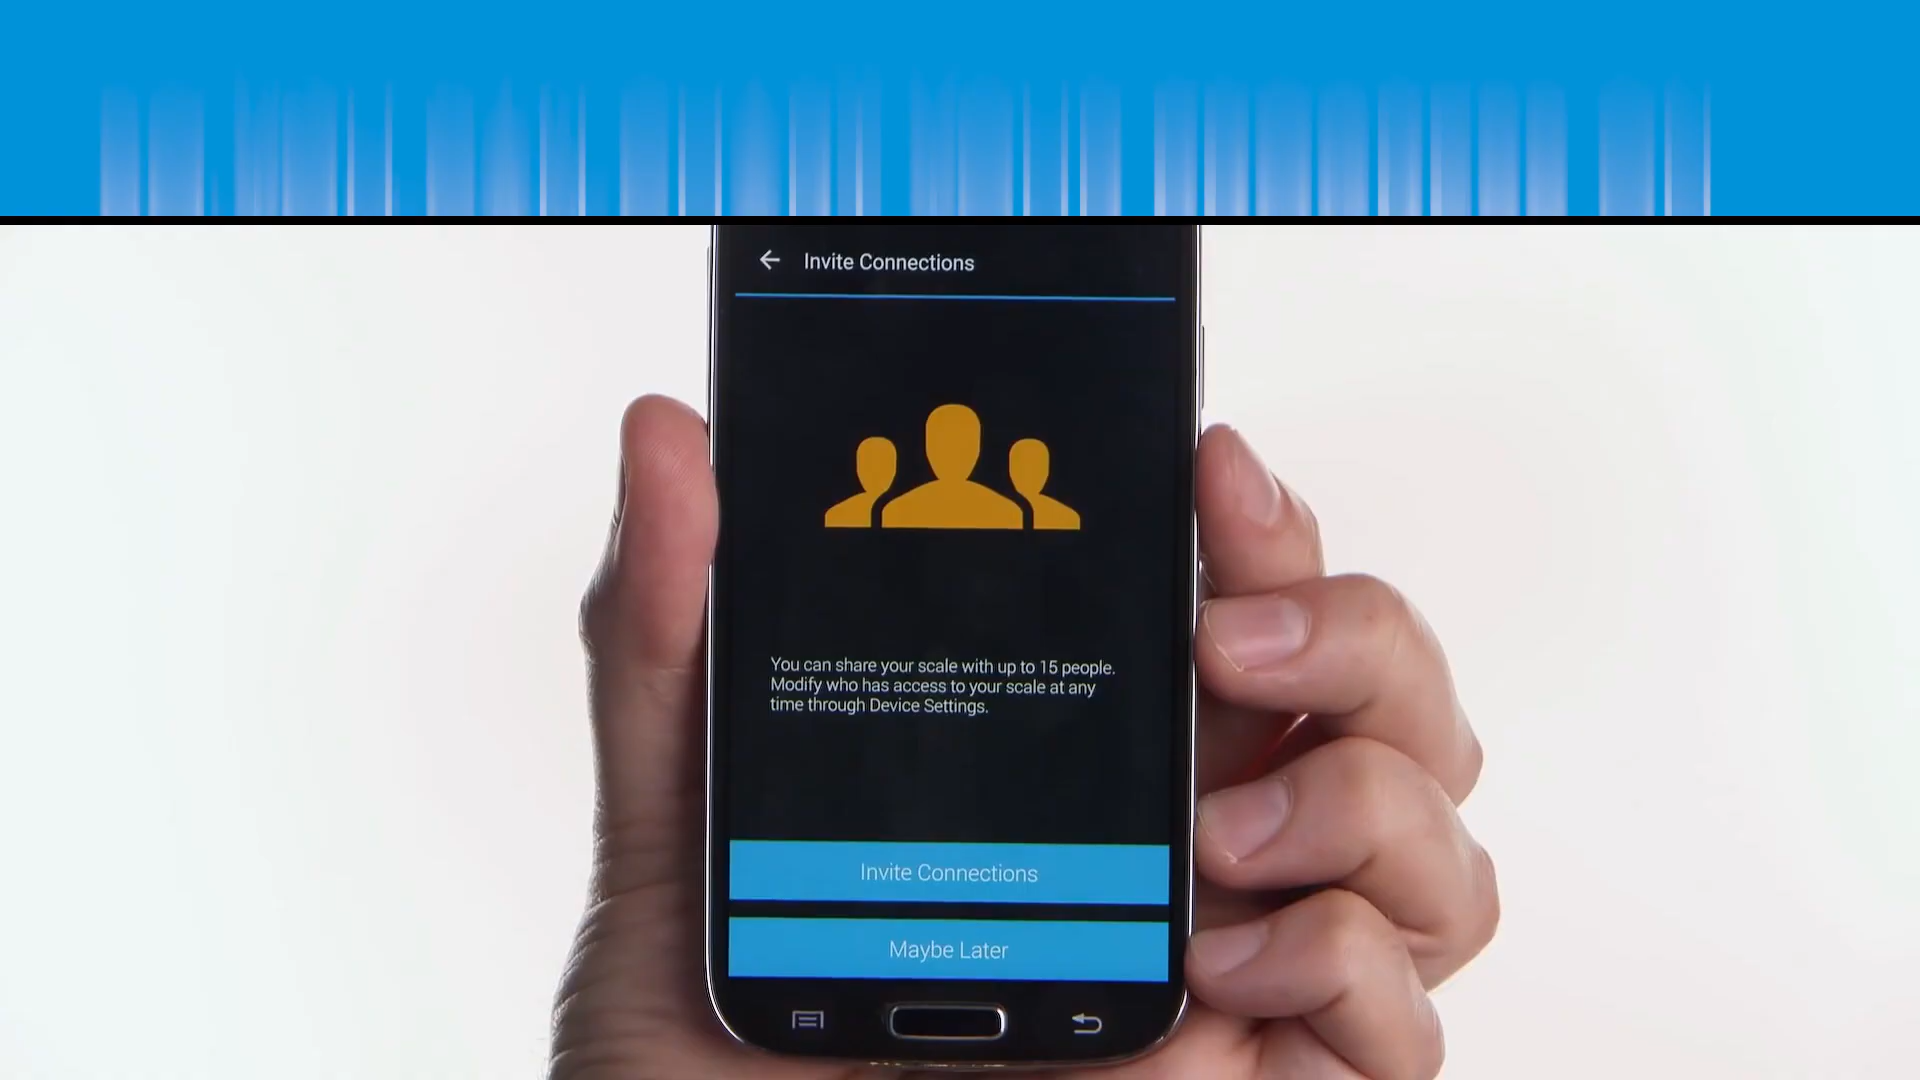 Invite Connections
You can share your scale with up to 15 people.
Modify who has access to your scale at any
time through Device Settings.
Invite Connections
Maybe Later